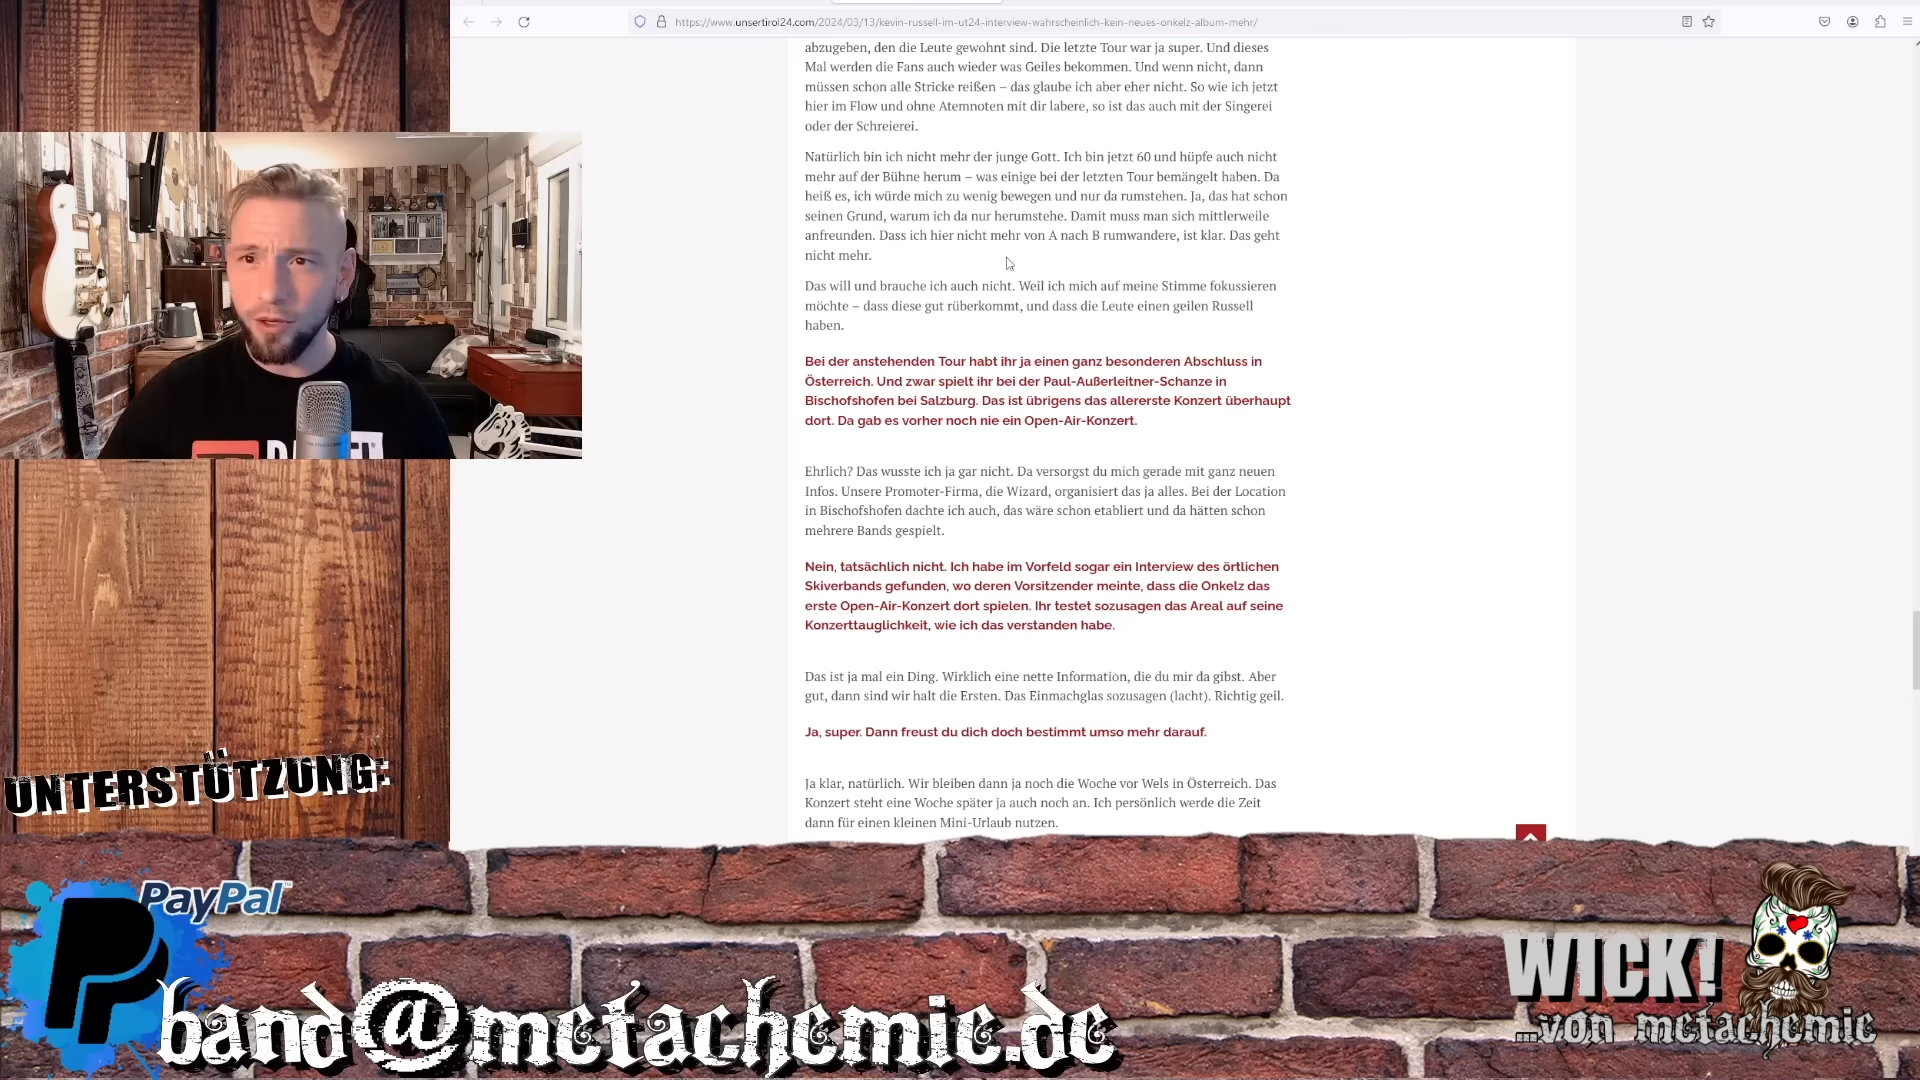 https://www.unsertirol24.com/2024/03/13/kevin-russell-im-ut24-interview-wahrscheinlich-kein-neues-onkelz-album-mehr/
abzugeben, den die Leute gewohnt sind. Die letzte Tour war ja super. Und dieses
Mal werden die Fans auch wieder was Geiles bekommen. Und wenn nicht, dann
müssen schon alle Stricke reißen – das glaube ich aber eher nicht. So wie ich jetzt
hier im Flow und ohne Atemnoten mit dir labere, so ist das auch mit der Singerei
oder der Schreierei.
Natürlich bin ich nicht mehr der junge Gott. Ich bin jetzt 60 und hüpfe auch nicht
mehr auf der Bühne herum – was einige bei der letzten Tour bemängelt haben. Da
heiß es, ich würde mich zu wenig bewegen und nur da rumstehen. Ja, das hat schon
seinen Grund, warum ich da nur herumstehe. Damit muss man sich mittlerweile
anfreunden. Dass ich hier nicht mehr von A nach B rumwandere, ist klar. Das geht
nicht mehr.
Das will und brauche ich auch nicht. Weil ich mich auf meine Stimme fokussieren
möchte – dass diese gut rüberkommt, und dass die Leute einen geilen Russell
haben.
Bei der anstehenden Tour habt ihr ja einen ganz besonderen Abschluss in
Österreich. Und zwar spielt ihr bei der Paul-Außerleitner-Schanze in
Bischofshofen bei Salzburg. Das ist übrigens das allererste Konzert überhaupt
dort. Da gab es vorher noch nie ein Open-Air-Konzert.
Ehrlich? Das wusste ich ja gar nicht. Da versorgst du mich gerade mit ganz neuen
Infos. Unsere Promoter-Firma, die Wizard, organisiert das ja alles. Bei der Location
in Bischofshofen dachte ich auch, das wäre schon etabliert und da hätten schon
mehrere Bands gespielt.
Nein, tatsächlich nicht. Ich habe im Vorfeld sogar ein Interview des örtlichen
Skiverbands gefunden, wo deren Vorsitzender meinte, dass die Onkelz das
erste Open-Air-Konzert dort spielen. Ihr testet sozusagen das Areal auf seine
Konzerttauglichkeit, wie ich das verstanden habe.
Das ist ja mal ein Ding. Wirklich eine nette Information, die du mir da gibst. Aber
gut, dann sind wir halt die Ersten. Das Einmachglas sozusagen (lacht). Richtig geil.
Ja, super. Dann freust du dich doch bestimmt umso mehr darauf.
Ja klar, natürlich. Wir bleiben dann ja noch die Woche vor Wels in Österreich. Das
Konzert steht eine Woche später ja auch noch an. Ich persönlich werde die Zeit
dann für einen kleinen Mini-Urlaub nutzen.
UNTERSTÜTZUNG:
PayPal™
band@metachemie.de
WICK!
...von metachemie